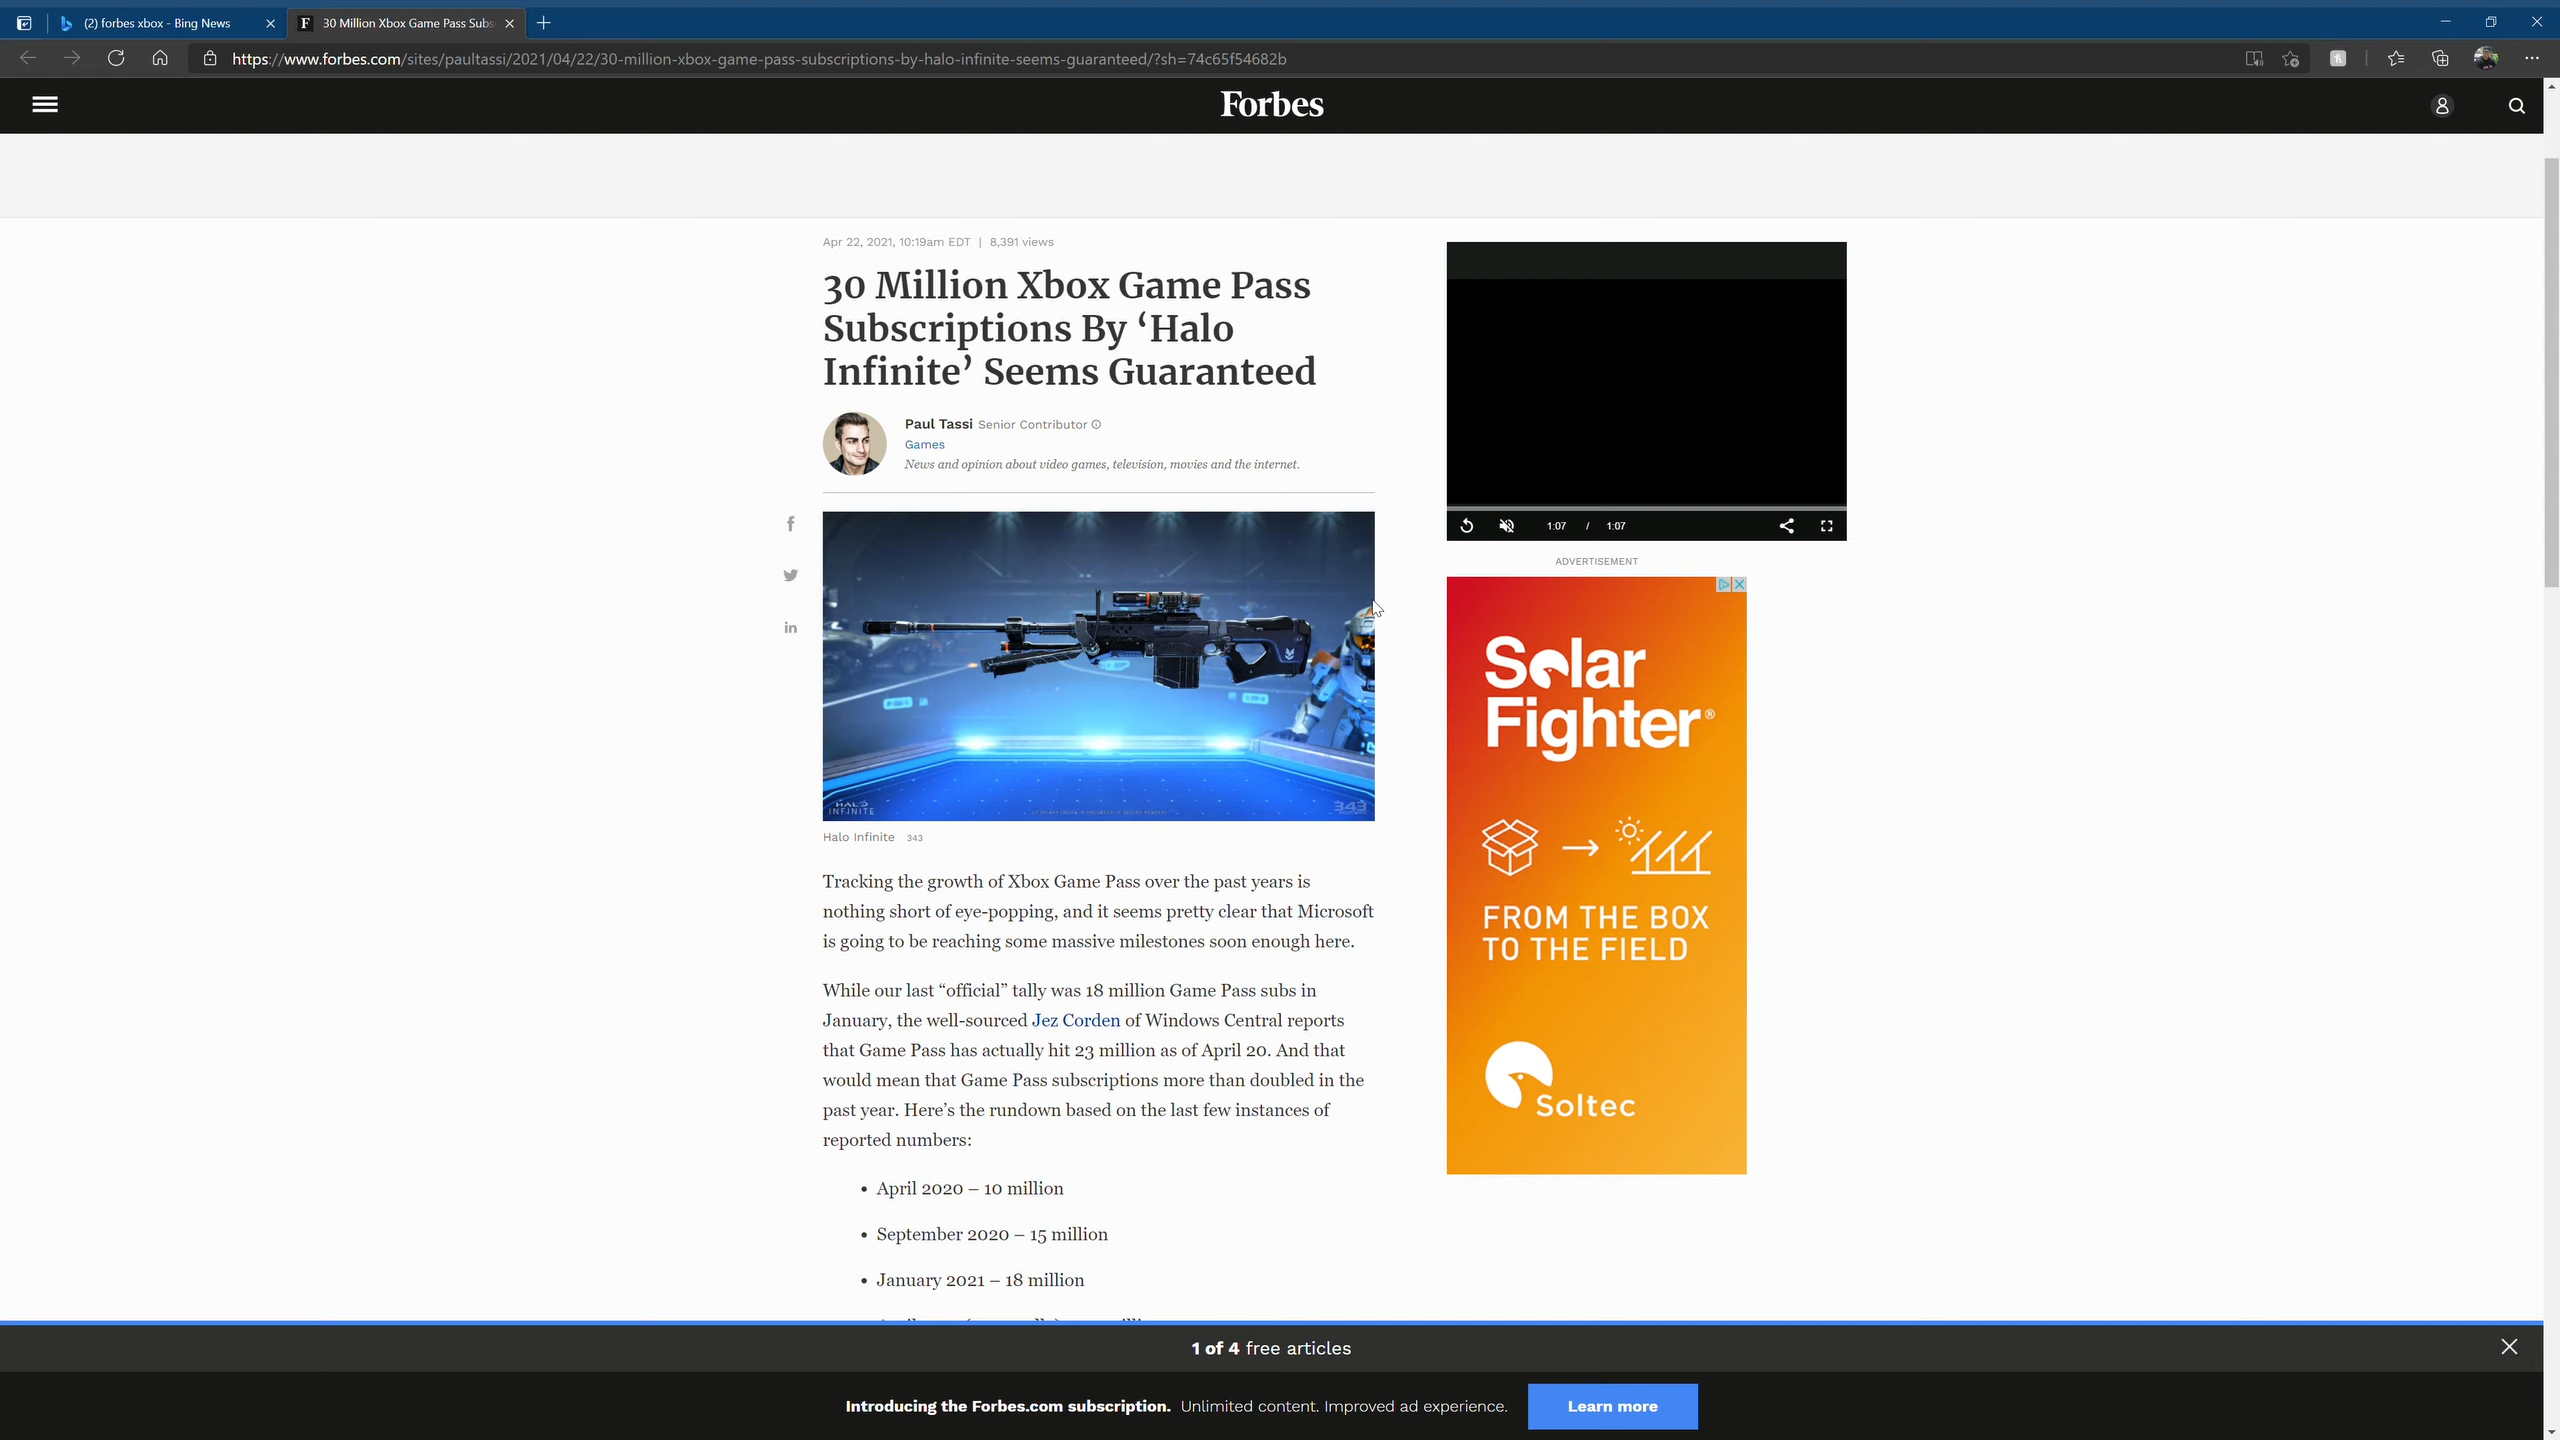 (2) forbes xbox - Bing News
30 Million Xbox Game Pass Subs
https://www.forbes.com/sites/paultassi/2021/04/22/30-million-xbox-game-pass-subscriptions-by-halo-infinite-seems-guaranteed/?sh=74c65f54682b
Forbes
Apr 22, 2021, 10:19am EDT | 8,391 views
30 Million Xbox Game Pass
Subscriptions By ‘Halo
Infinite’ Seems Guaranteed
Paul Tassi Senior Contributor
Games
News and opinion about video games, television, movies and the internet.
HALO
INFINITE
343
Halo Infinite 343
Tracking the growth of Xbox Game Pass over the past years is
nothing short of eye-popping, and it seems pretty clear that Microsoft
is going to be reaching some massive milestones soon enough here.
While our last “official” tally was 18 million Game Pass subs in
January, the well-sourced Jez Corden of Windows Central reports
that Game Pass has actually hit 23 million as of April 20. And that
would mean that Game Pass subscriptions more than doubled in the
past year. Here’s the rundown based on the last few instances of
reported numbers:
• April 2020 – 10 million
• September 2020 – 15 million
• January 2021 – 18 million
1:07 / 1:07
ADVERTISEMENT
Solar
Fighter®
FROM THE BOX
TO THE FIELD
Soltec
1 of 4 free articles
Introducing the Forbes.com subscription. Unlimited content. Improved ad experience.
Learn more